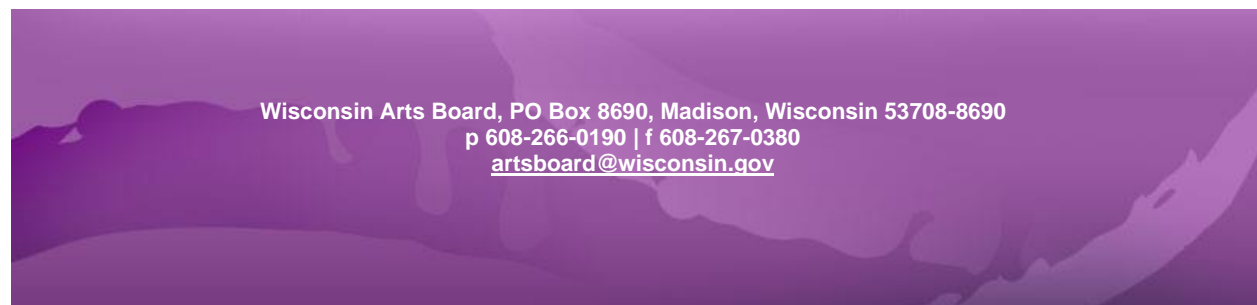 Wisconsin Arts Board, PO Box 8690, Madison, Wisconsin 53708-8690
p 608-266-0190 | f 608-267-0380
artsboard@wisconsin.gov